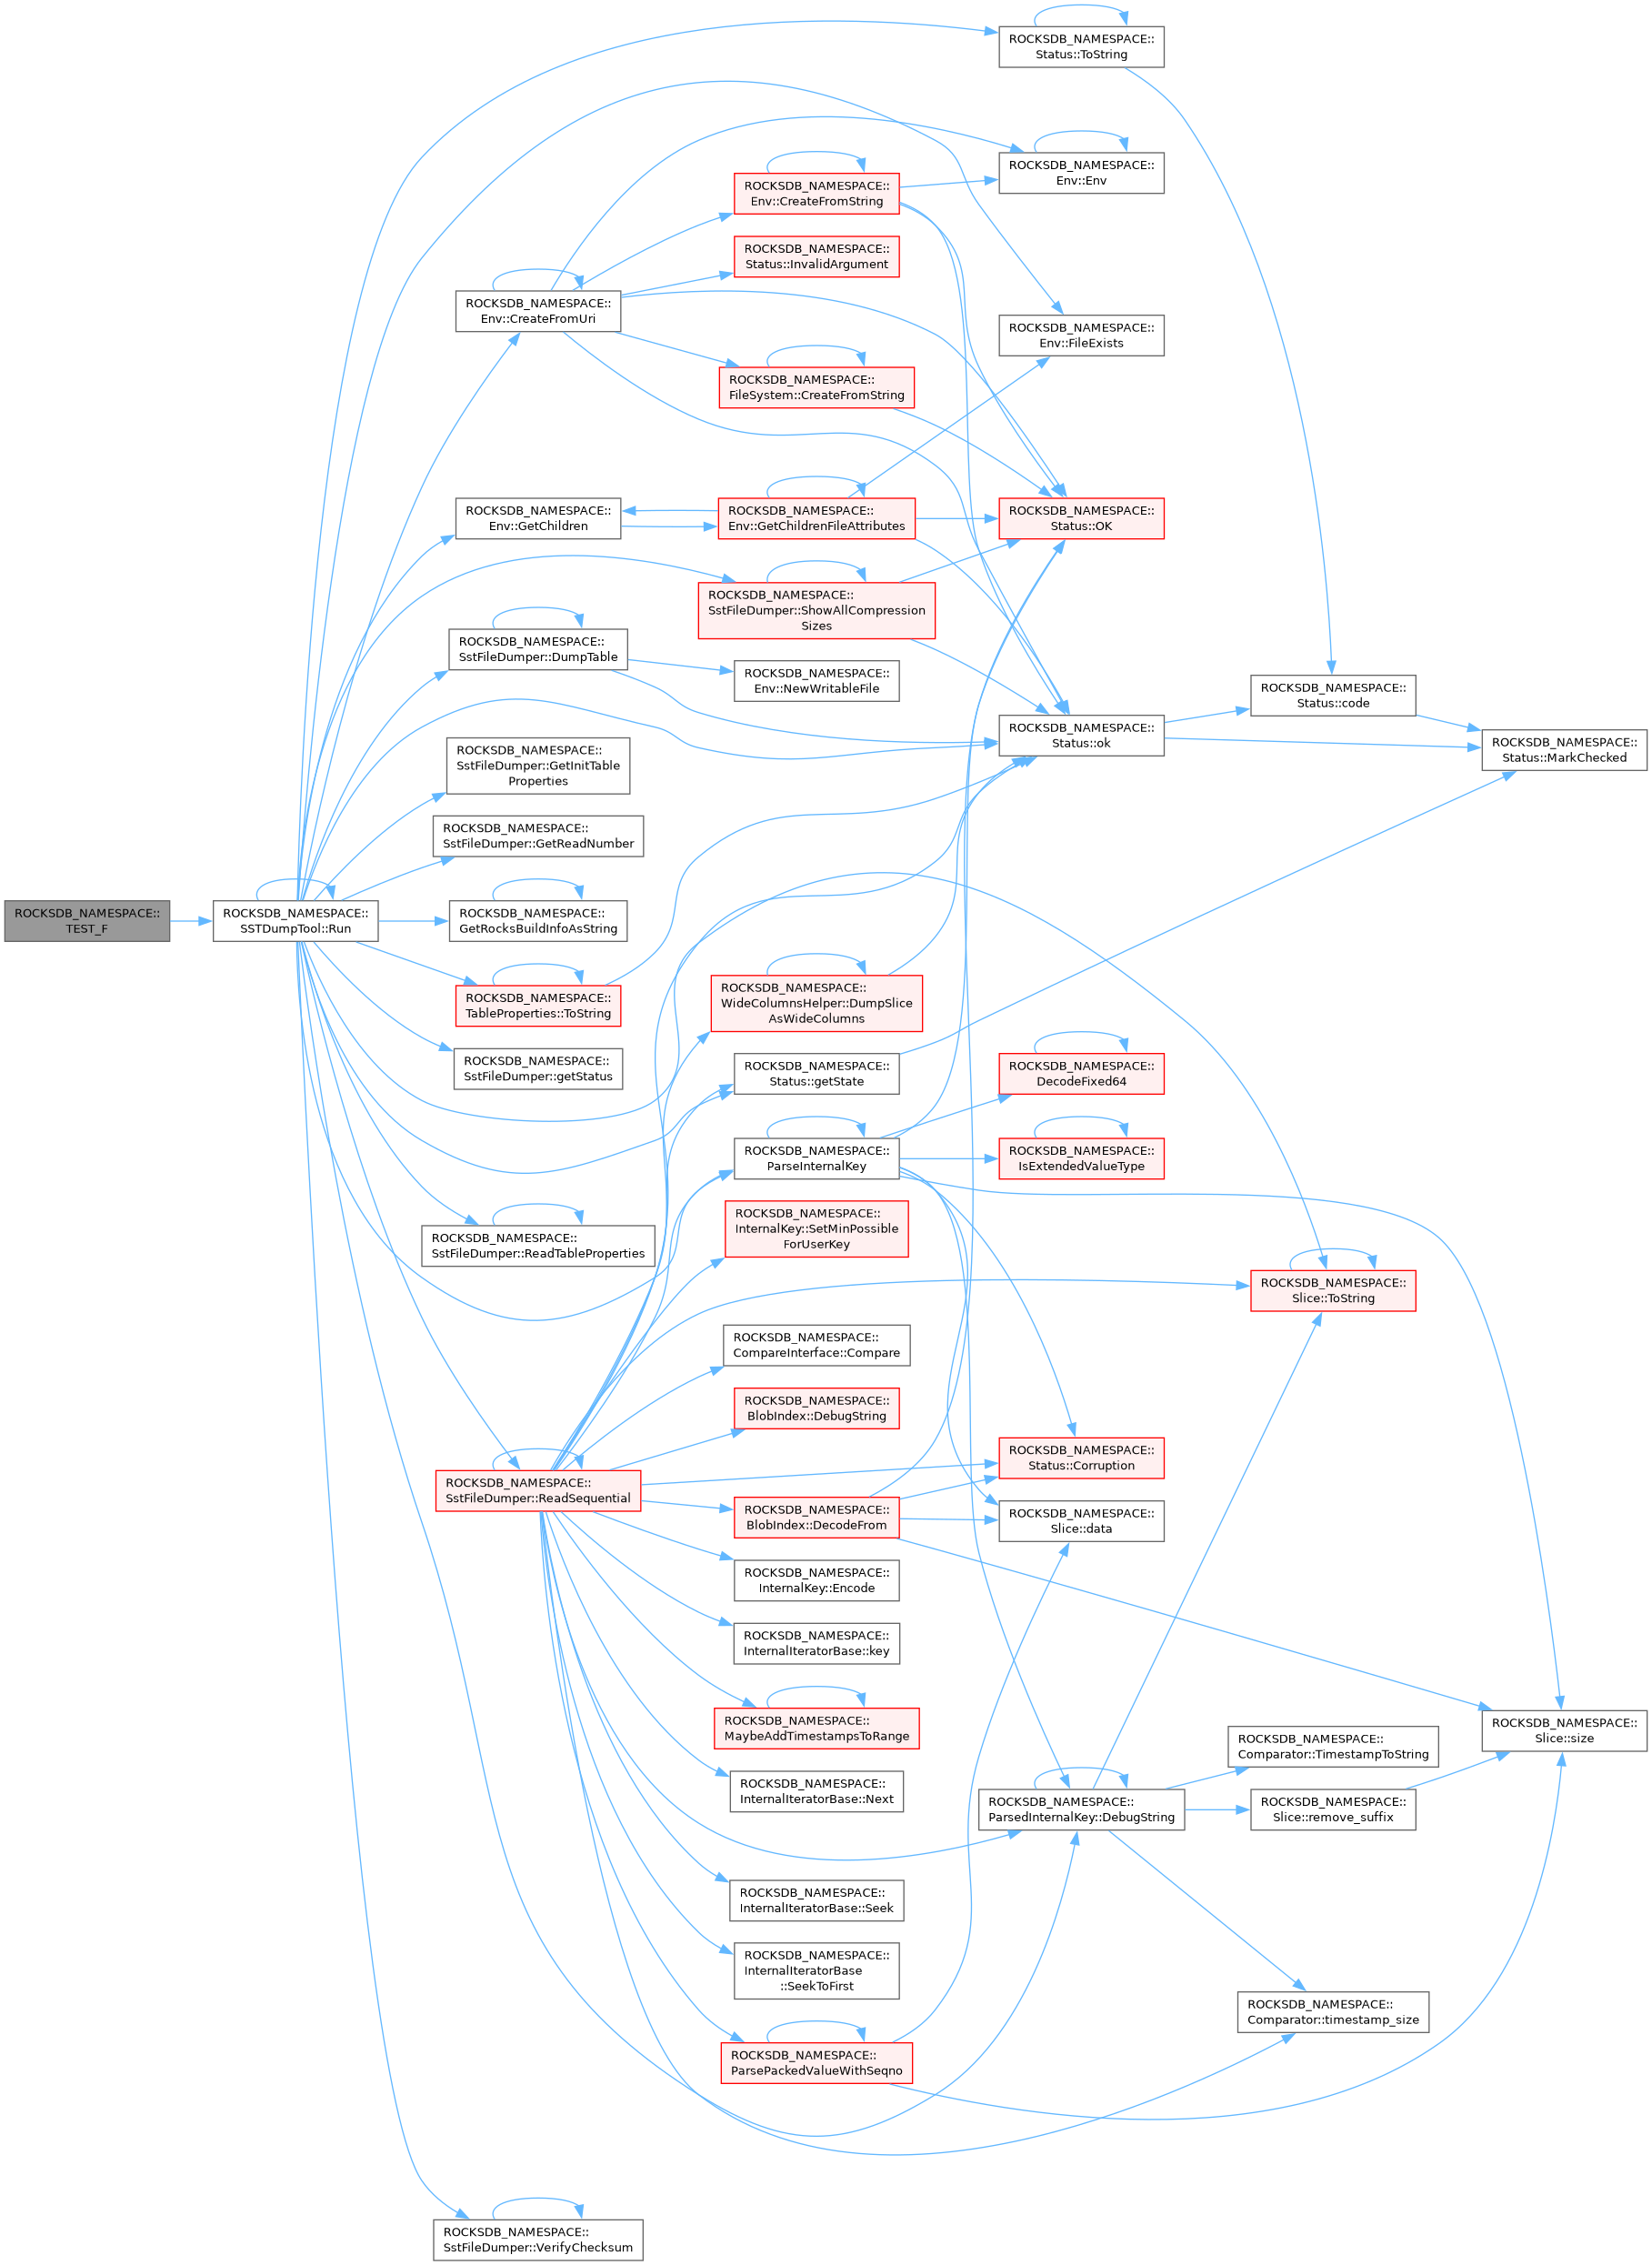 ROCKSDB_NAMESPACE::
Status::ToString
ROCKSDB_NAMESPACE::
Env::Env
ROCKSDB_NAMESPACE::
Env::CreateFromString
ROCKSDB_NAMESPACE::
Status::InvalidArgument
ROCKSDB_NAMESPACE::
Env::CreateFromUri
ROCKSDB_NAMESPACE::
Env::FileExists
ROCKSDB_NAMESPACE::
FileSystem::CreateFromString
ROCKSDB_NAMESPACE::
Env::GetChildren
ROCKSDB_NAMESPACE::
Env::GetChildrenFileAttributes
ROCKSDB_NAMESPACE::
Status::OK
ROCKSDB_NAMESPACE::
SstFileDumper::ShowAllCompression
Sizes
ROCKSDB_NAMESPACE::
SstFileDumper::DumpTable
ROCKSDB_NAMESPACE::
Env::NewWritableFile
ROCKSDB_NAMESPACE::
Status::code
ROCKSDB_NAMESPACE::
Status::ok
ROCKSDB_NAMESPACE::
Status::MarkChecked
ROCKSDB_NAMESPACE::
SstFileDumper::GetInitTable
Properties
ROCKSDB_NAMESPACE::
SstFileDumper::GetReadNumber
ROCKSDB_NAMESPACE::
TEST_F
ROCKSDB_NAMESPACE::
SSTDumpTool::Run
ROCKSDB_NAMESPACE::
GetRocksBuildInfoAsString
ROCKSDB_NAMESPACE::
TableProperties::ToString
ROCKSDB_NAMESPACE::
WideColumnsHelper::DumpSlice
AsWideColumns
ROCKSDB_NAMESPACE::
SstFileDumper::getStatus
ROCKSDB_NAMESPACE::
Status::getState
ROCKSDB_NAMESPACE::
DecodeFixed64
ROCKSDB_NAMESPACE::
ParseInternalKey
ROCKSDB_NAMESPACE::
IsExtendedValueType
ROCKSDB_NAMESPACE::
InternalKey::SetMinPossible
ForUserKey
ROCKSDB_NAMESPACE::
SstFileDumper::ReadTableProperties
ROCKSDB_NAMESPACE::
Slice::ToString
ROCKSDB_NAMESPACE::
CompareInterface::Compare
ROCKSDB_NAMESPACE::
BlobIndex::DebugString
ROCKSDB_NAMESPACE::
Status::Corruption
ROCKSDB_NAMESPACE::
SstFileDumper::ReadSequential
ROCKSDB_NAMESPACE::
BlobIndex::DecodeFrom
ROCKSDB_NAMESPACE::
Slice::data
ROCKSDB_NAMESPACE::
InternalKey::Encode
ROCKSDB_NAMESPACE::
InternalIteratorBase::key
ROCKSDB_NAMESPACE::
MaybeAddTimestampsToRange
ROCKSDB_NAMESPACE::
Slice::size
ROCKSDB_NAMESPACE::
Comparator::TimestampToString
ROCKSDB_NAMESPACE::
InternalIteratorBase::Next
ROCKSDB_NAMESPACE::
ParsedInternalKey::DebugString
ROCKSDB_NAMESPACE::
Slice::remove_suffix
ROCKSDB_NAMESPACE::
InternalIteratorBase::Seek
ROCKSDB_NAMESPACE::
InternalIteratorBase
::SeekToFirst
ROCKSDB_NAMESPACE::
Comparator::timestamp_size
ROCKSDB_NAMESPACE::
ParsePackedValueWithSeqno
ROCKSDB_NAMESPACE::
SstFileDumper::VerifyChecksum